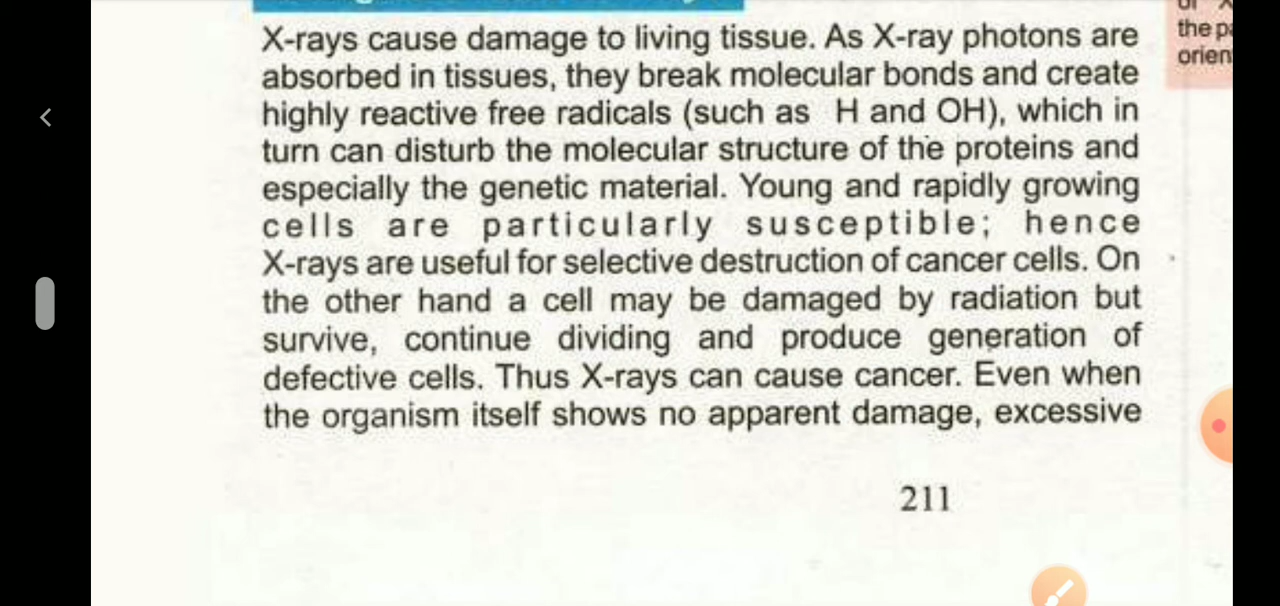 the pa
orien
X-rays cause damage to living tissue. As X-ray photons are
absorbed in tissues, they break molecular bonds and create
highly reactive free radicals (such as H and OH), which in
turn can disturb the molecular structure of the proteins and
especially the genetic material. Young and rapidly growing
cells are particularly susceptible; hence
X-rays are useful for selective destruction of cancer cells. On
the other hand a cell may be damaged by radiation but
survive, continue dividing and produce generation of
defective cells. Thus X-rays can cause cancer. Even when
the organism itself shows no apparent damage, excessive
211